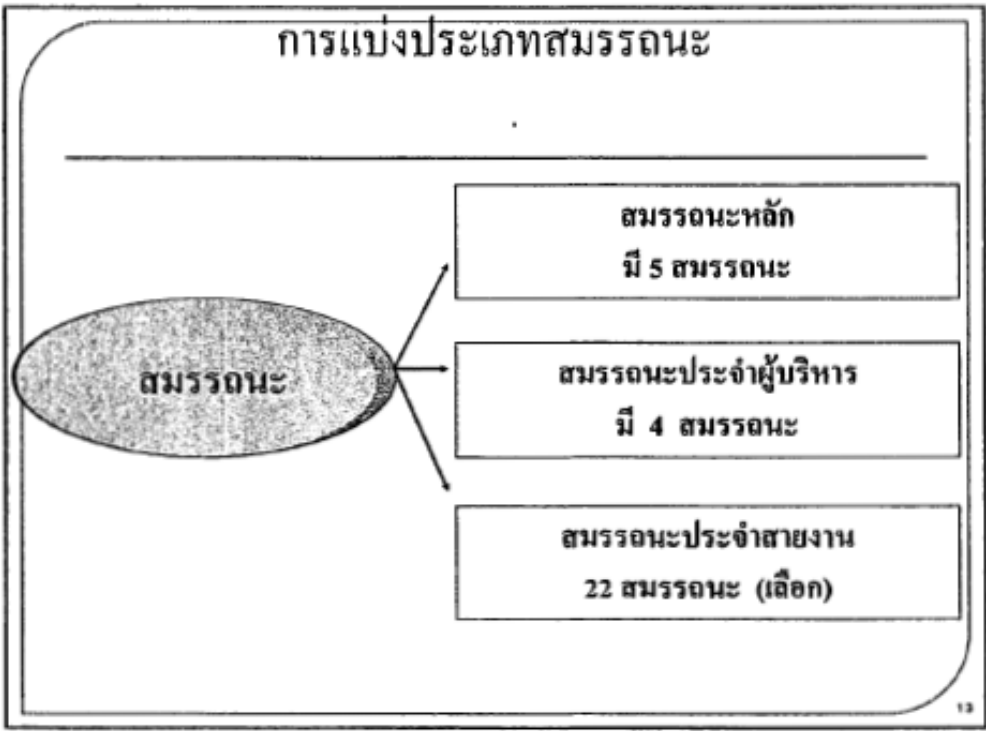 การแบ่งประเภทสมรรถนะ
สมรรถนะ
สมรรถนะหลัก
มี 5 สมรรถนะ
สมรรถนะประจำผู้บริหาร
มี 4 สมรรถนะ
สมรรถนะประจำสายงาน
22 สมรรถนะ (เลือก)
13